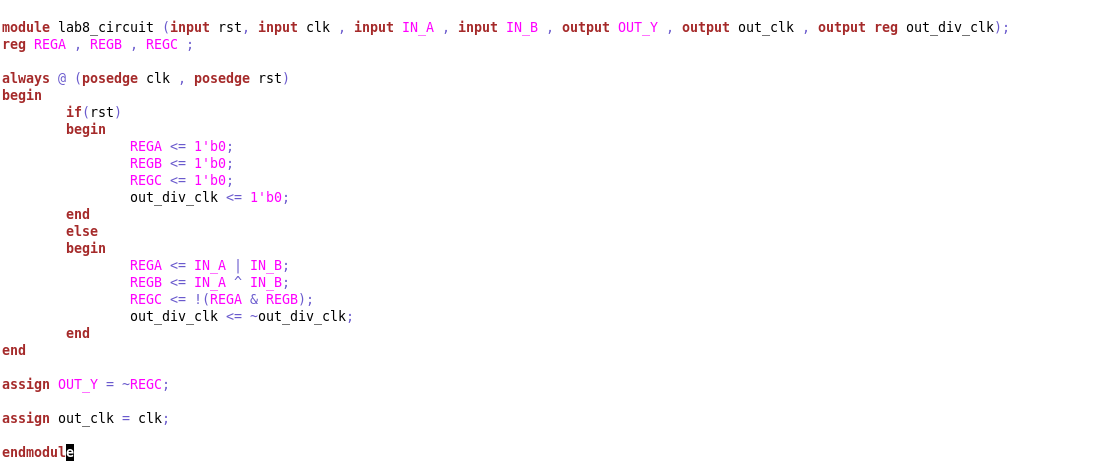 module lab8_circuit (input rst, input clk , input IN_A , input IN_B , output OUT_Y , output out_clk , output reg out_div_clk);
reg REGA , REGB , REGC ;
always @ (posedge clk , posedge rst)
begin
if(rst)
begin
REGA <= 1'b0;
REGB <= 1'b0;
REGC <= 1'b0;
out_div_clk <= 1'b0;
end
else
begin
REGA <= IN_A | IN_B;
REGB <= IN_A ^ IN_B;
REGC <= !(REGA & REGB);
out_div_clk <= ~out_div_clk;
end
end
assign OUT_Y = ~REGC;
assign out_clk = clk;
endmodule